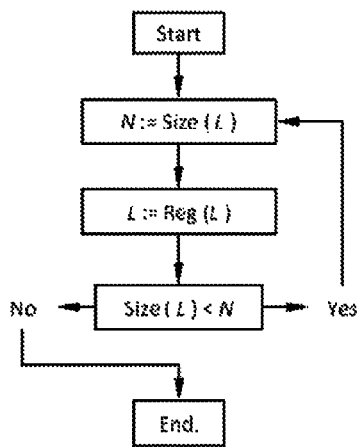 Start
N := Size (L)
L := Reg (L)
No
Size (L) < N
Yes
End.